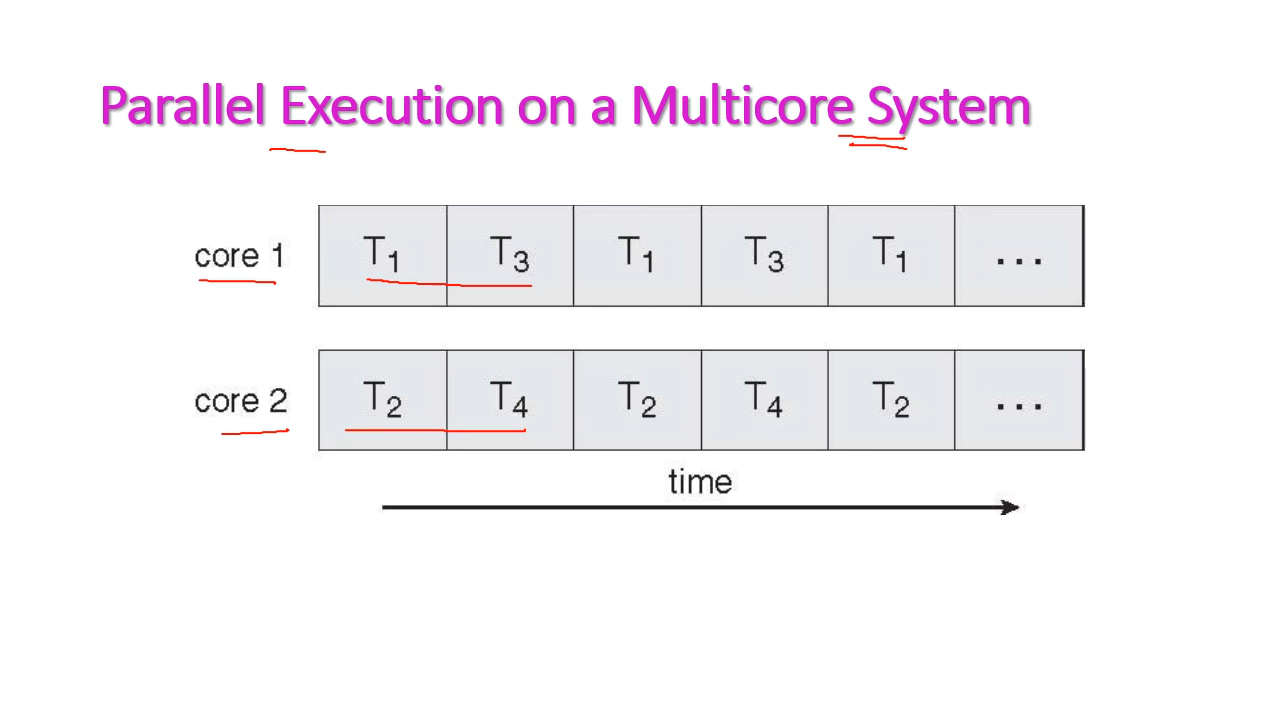 Parallel Execution on a Multicore System
core 1 T₁ T₃ T₁ T₃ T₁ ...
core 2 T₂ T₄ T₂ T₄ T₂ ...
time